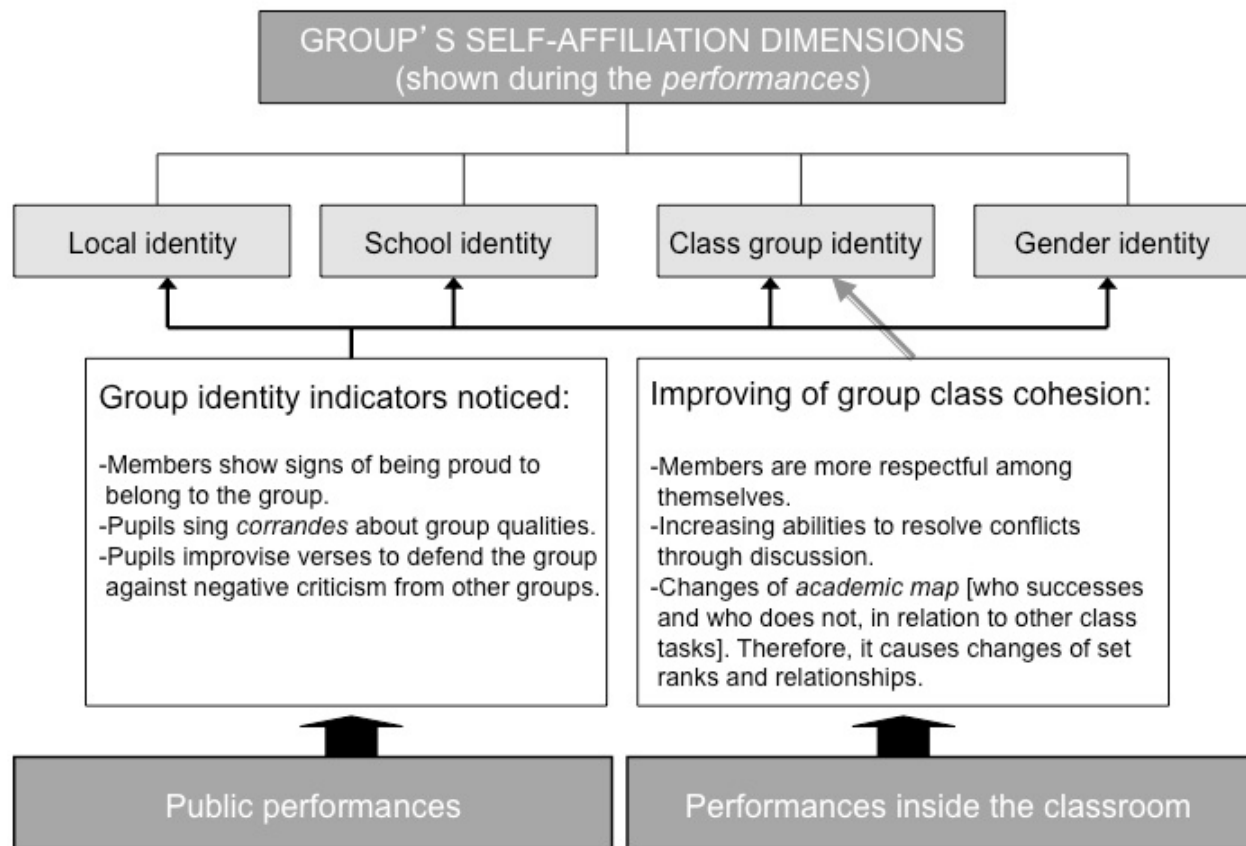 GROUP’S SELF-AFFILIATION DIMENSIONS
(shown during the performances)
Local identity
School identity
Class group identity
Gender identity
Group identity indicators noticed:
-Members show signs of being proud to
belong to the group.
-Pupils sing corrandes about group qualities.
-Pupils improvise verses to defend the group
against negative criticism from other groups.
Improving of group class cohesion:
-Members are more respectful among
themselves.
-Increasing abilities to resolve conflicts
through discussion.
-Changes of academic map [who successes
and who does not, in relation to other class
tasks]. Therefore, it causes changes of set
ranks and relationships.
Public performances
Performances inside the classroom